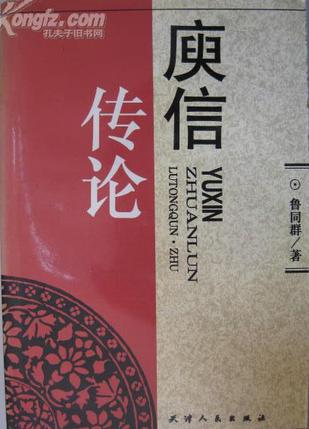 Kongfz.com
孔夫子旧书网
庾信
传论
YUXIN
ZHUANLUN
LUTONGQUN·ZHU
⊙鲁同群/著
天津人民出版社